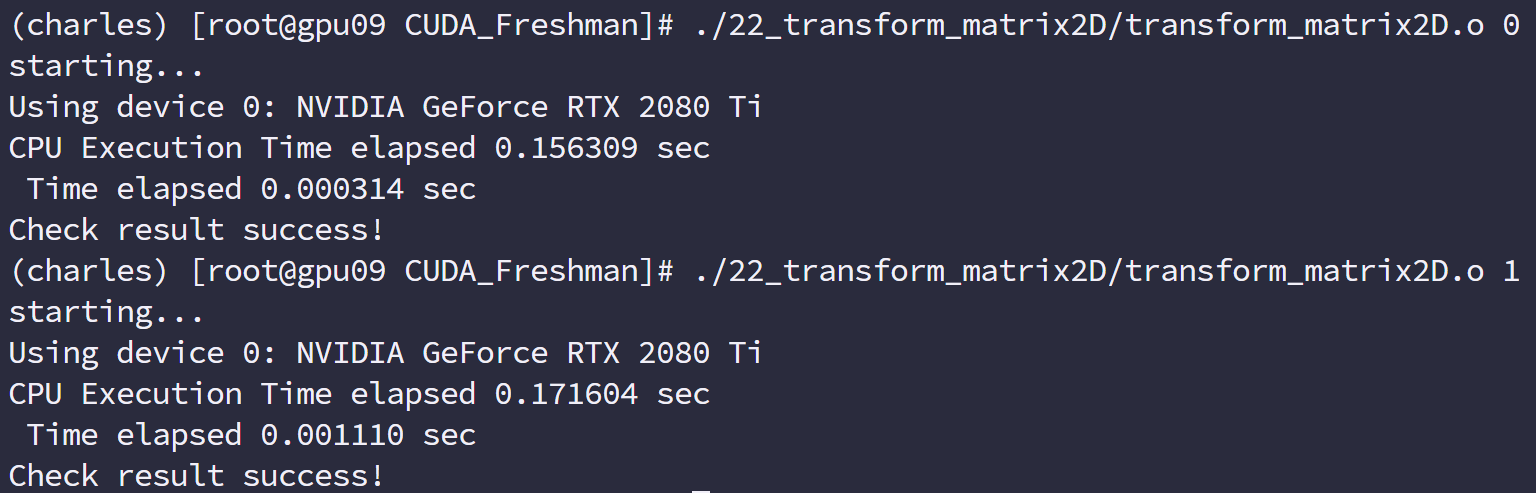 (charles) [root@gpu09 CUDA_Freshman]# ./22_transform_matrix2D/transform_matrix2D.o 0
starting...
Using device 0: NVIDIA GeForce RTX 2080 Ti
CPU Execution Time elapsed 0.156309 sec
 Time elapsed 0.000314 sec
Check result success!
(charles) [root@gpu09 CUDA_Freshman]# ./22_transform_matrix2D/transform_matrix2D.o 1
starting...
Using device 0: NVIDIA GeForce RTX 2080 Ti
CPU Execution Time elapsed 0.171604 sec
 Time elapsed 0.001110 sec
Check result success!